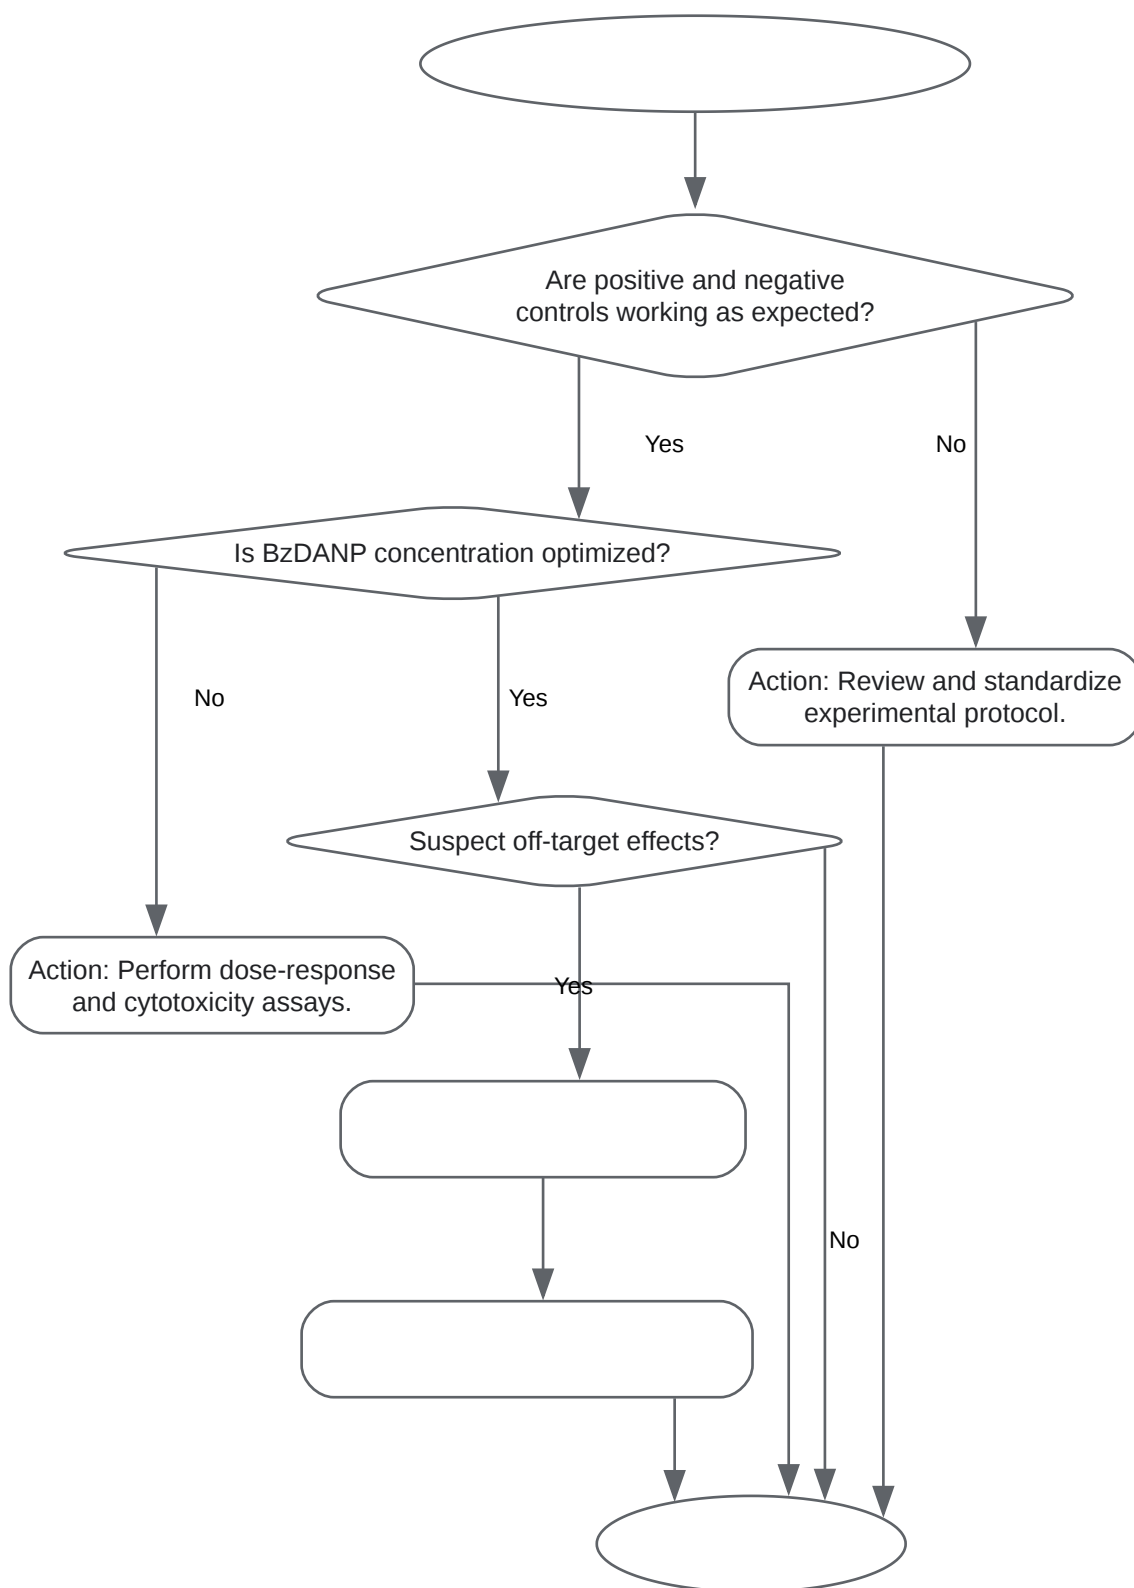 Are positive and negative
controls working as expected?
Yes
No
Is BzDANP concentration optimized?
No
Yes
Action: Review and standardize
experimental protocol.
Suspect off-target effects?
Action: Perform dose-response
and cytotoxicity assays.
Yes
No